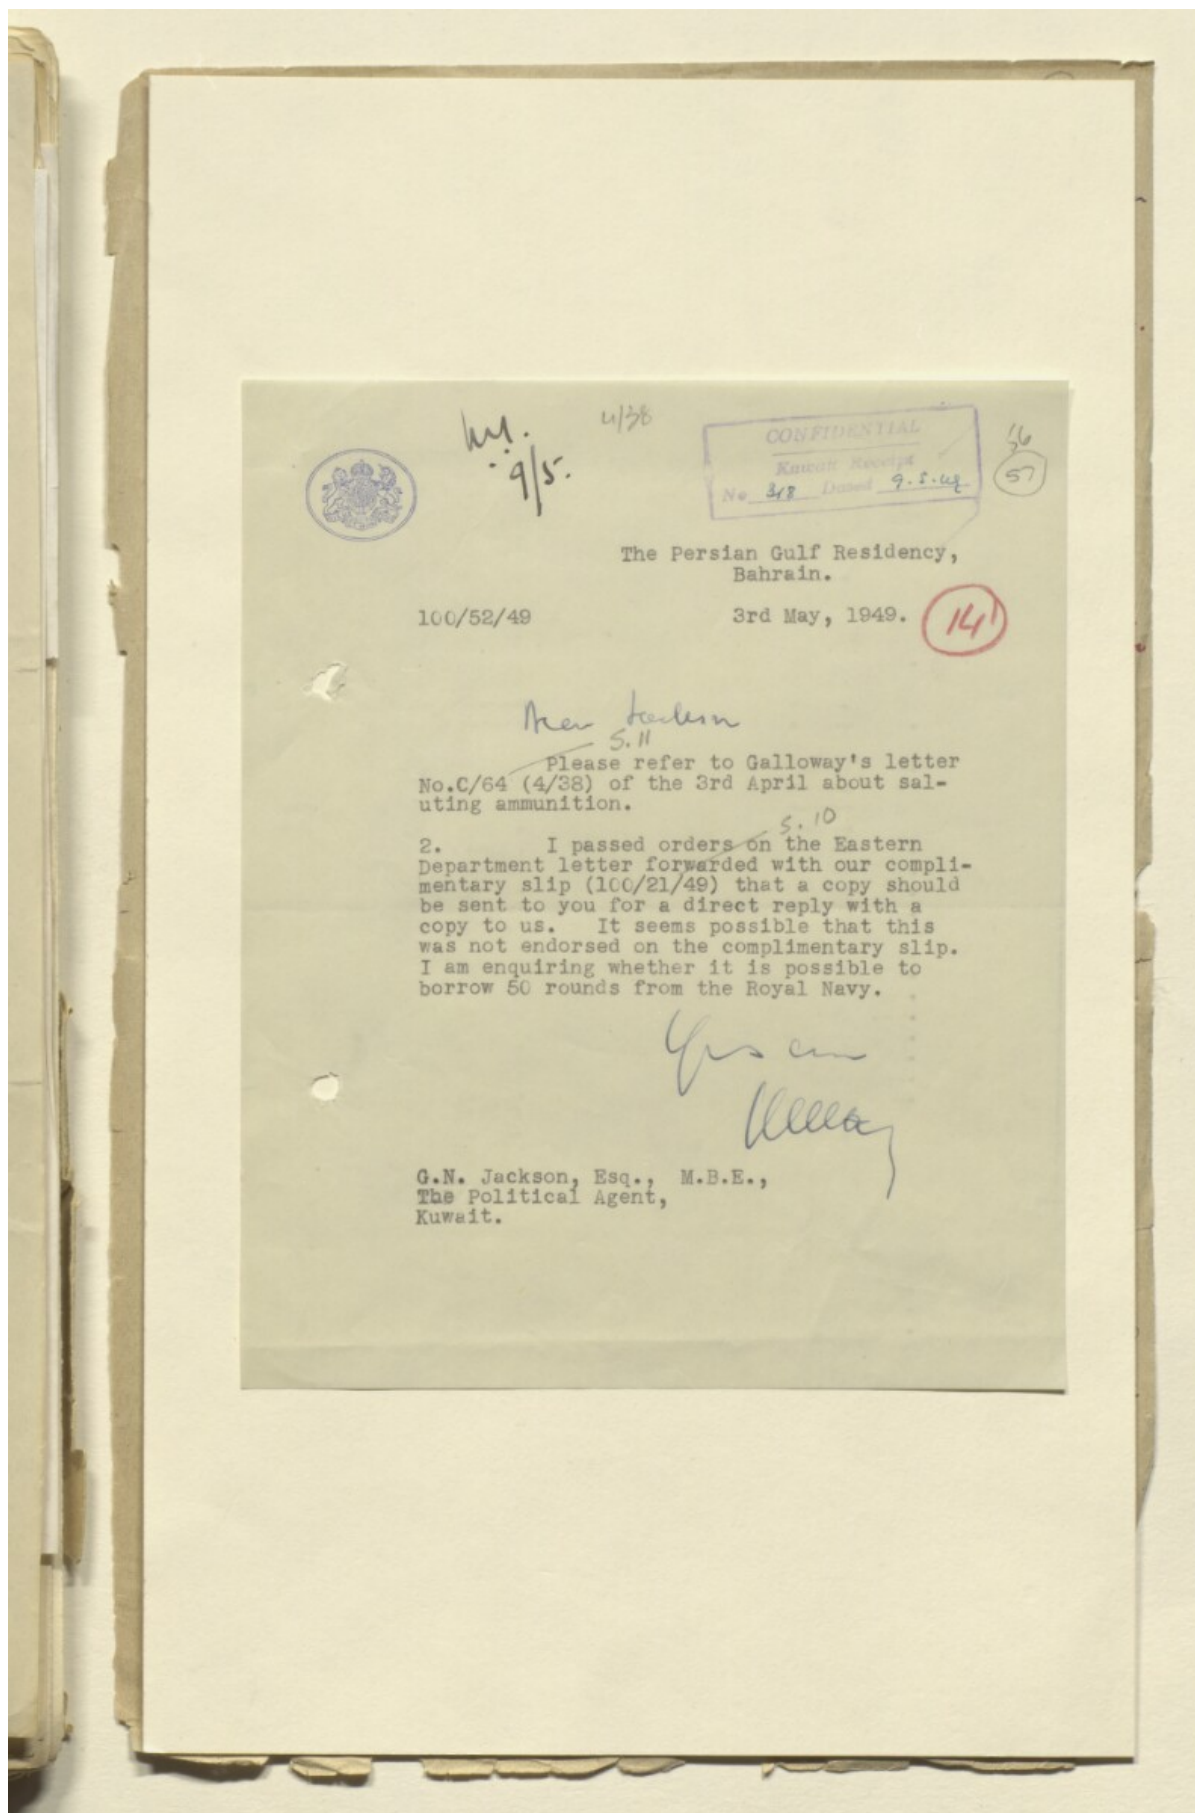 4/38
9/5.
CONFIDENTIAL
Kuwait Receipt
No 318 Dated 9.5.49
56
57
The Persian Gulf Residency,
Bahrain.
100/52/49 3rd May, 1949.
14
Dear Jackson
S.11
Please refer to Galloway's letter
No.C/64 (4/38) of the 3rd April about sal-
uting ammunition.
S.10
2. I passed orders on the Eastern
Department letter forwarded with our compli-
mentary slip (100/21/49) that a copy should
be sent to you for a direct reply with a
copy to us. It seems possible that this
was not endorsed on the complimentary slip.
I am enquiring whether it is possible to
borrow 50 rounds from the Royal Navy.
G.N. Jackson, Esq., M.B.E.,
The Political Agent,
Kuwait.